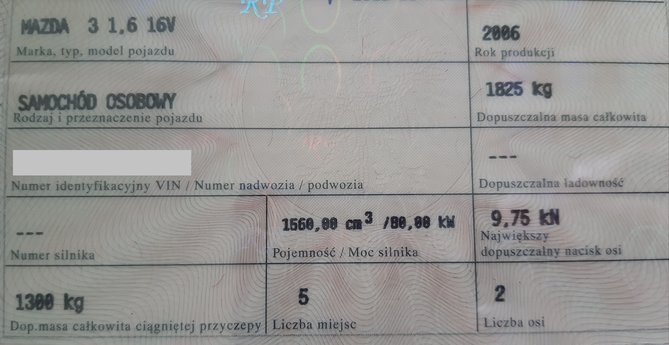 RP
MAZDA 3 1,6 16V
Marka, typ, model pojazdu
2006
Rok produkcji
SAMOCHÓD OSOBOWY
Rodzaj i przeznaczenie pojazdu
1825 kg
Dopuszczalna masa całkowita
Numer identyfikacyjny VIN / Numer nadwozia / podwozia
---
Dopuszczalna ładowność
---
Numer silnika
1560,00 cm³ /80,00 kW
Pojemność / Moc silnika
9,75 kN
Największy
dopuszczalny nacisk osi
1300 kg
Dop.masa całkowita ciągniętej przyczepy
5
Liczba miejsc
2
Liczba osi